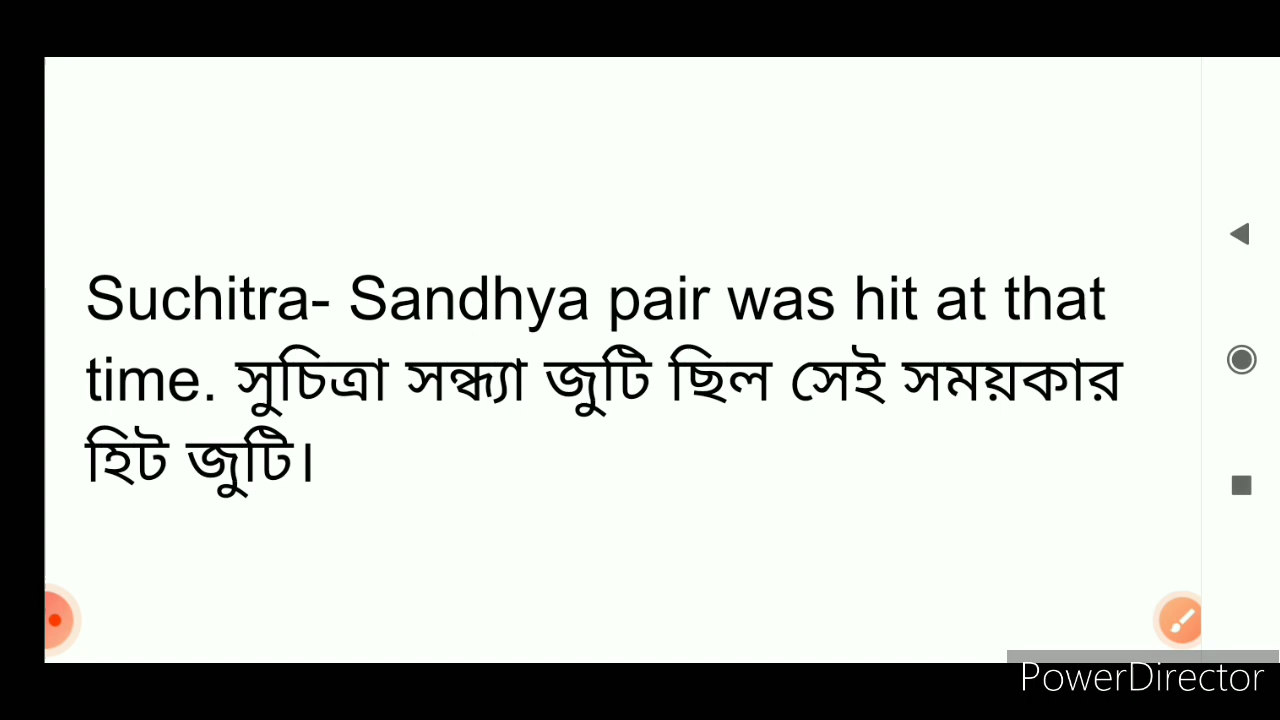 Suchitra- Sandhya pair was hit at that
time. সুচিত্রা সন্ধ্যা জুটি ছিল সেই সময়কার
হিট জুটি।
PowerDirector